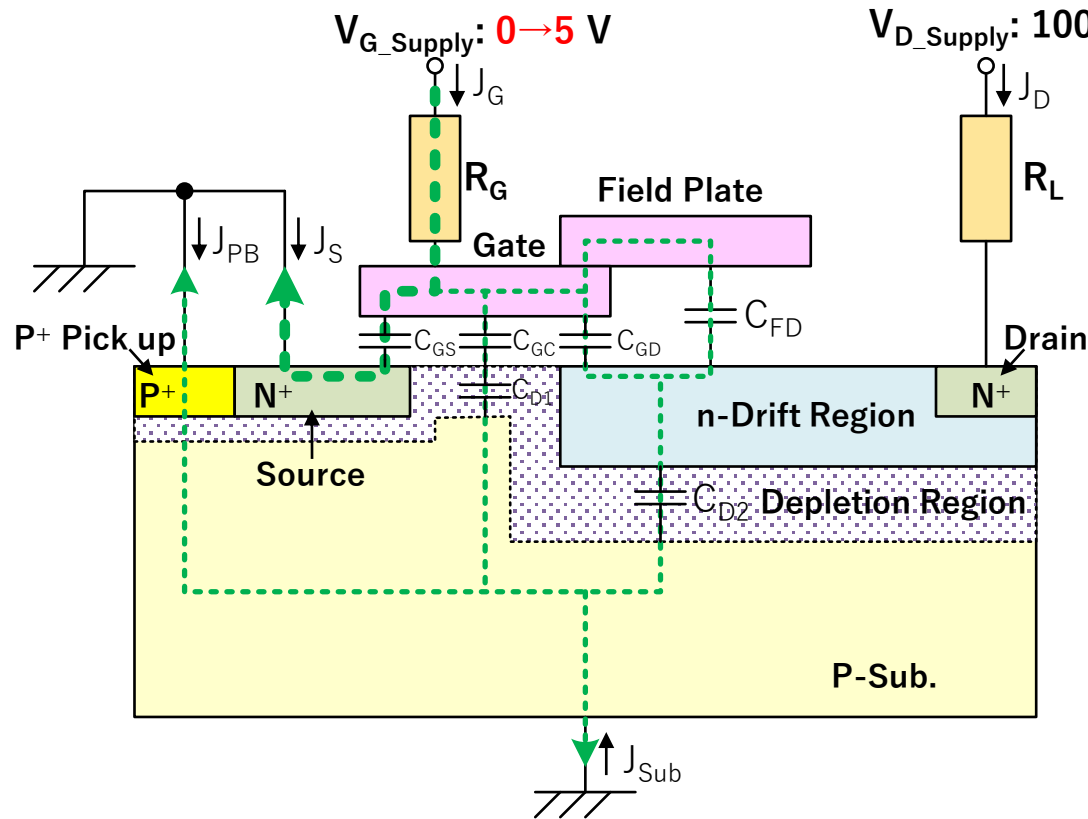 V_G_Supply: 0→5 V
V_D_Supply: 100
J_G
J_D
R_G
R_L
Field Plate
J_PB
J_S
Gate
P⁺ Pick up
C_GS
C_GC
C_GD
C_FD
Drain
P⁺
N⁺
C_D1
n-Drift Region
N⁺
Source
C_D2
Depletion Region
P-Sub.
J_Sub